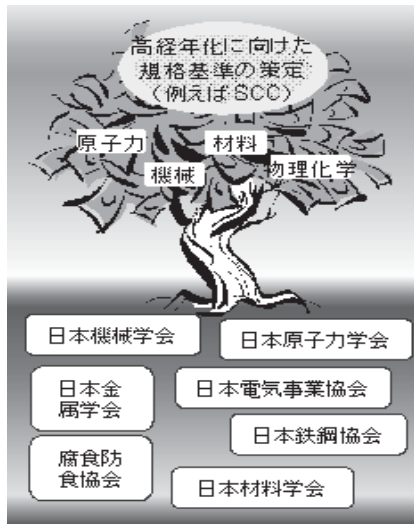 高経年化に向けた
規格基準の策定
（例えばSCC）
原子力
材料
機械
物理化学
日本機械学会
日本原子力学会
日本金
属学会
日本電気事業協会
日本鉄鋼協会
腐食防
食協会
日本材料学会